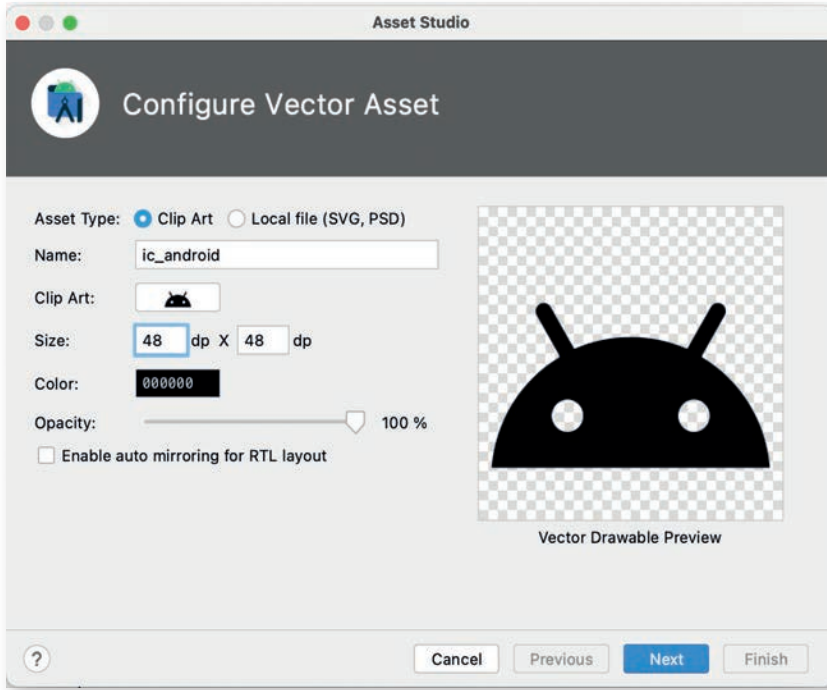 Asset Studio
Configure Vector Asset
Asset Type: Clip Art Local file (SVG, PSD)
Name: ic_android
Clip Art:
Size: 48 dp X 48 dp
Color: 000000
Opacity: 100 %
Enable auto mirroring for RTL layout
Vector Drawable Preview
? Cancel Previous Next Finish